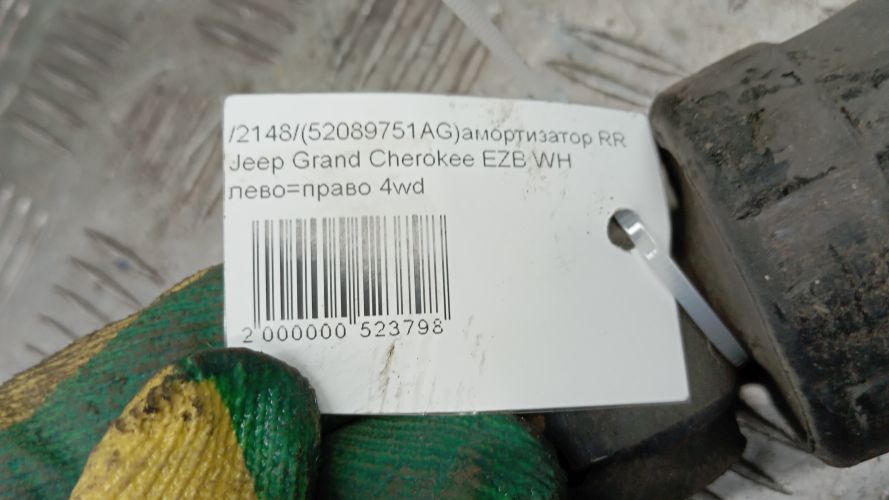 /2148/(52089751AG)амортизатор RR
Jeep Grand Cherokee EZB WH
лево=право 4wd
2 000000 523798